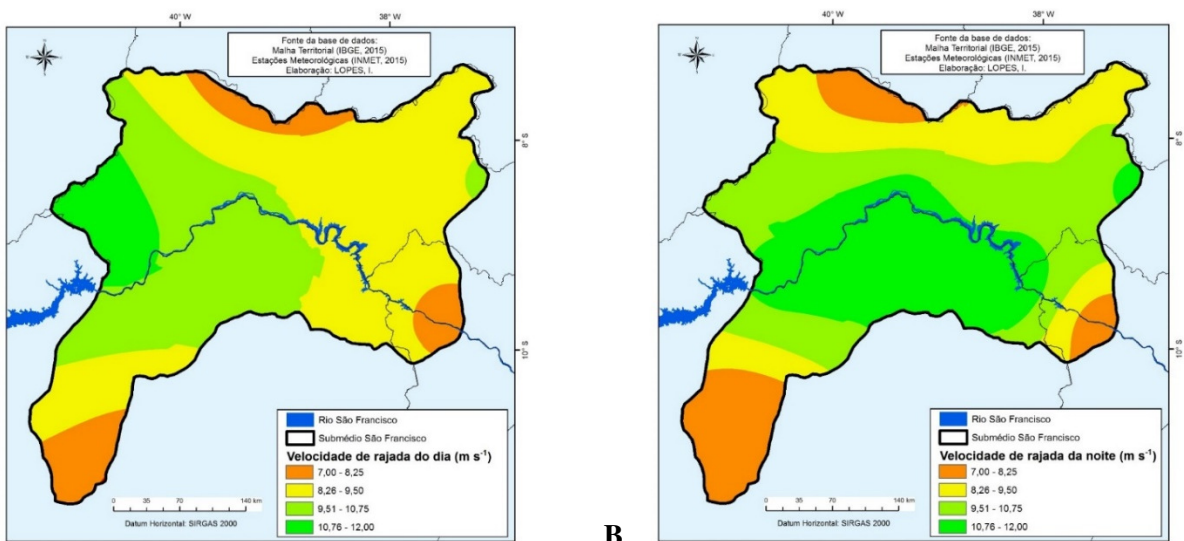 40° W
38° W
Fonte da base de dados:
Malha Territorial (IBGE, 2015)
Estações Meteorológicas (INMET, 2015)
Elaboração: LOPES, I.
8° S
10° S
Rio São Francisco
Submédio São Francisco
Velocidade de rajada do dia (m s⁻¹)
7,00 - 8,25
8,26 - 9,50
9,51 - 10,75
10,76 - 12,00
0 35 70 140 km
Datum Horizontal: SIRGAS 2000
B
40° W
38° W
Fonte da base de dados:
Malha Territorial (IBGE, 2015)
Estações Meteorológicas (INMET, 2015)
Elaboração: LOPES, I.
8° S
10° S
Rio São Francisco
Submédio São Francisco
Velocidade de rajada da noite (m s⁻¹)
7,00 - 8,25
8,26 - 9,50
9,51 - 10,75
10,76 - 12,00
0 35 70 140 km
Datum Horizontal: SIRGAS 2000